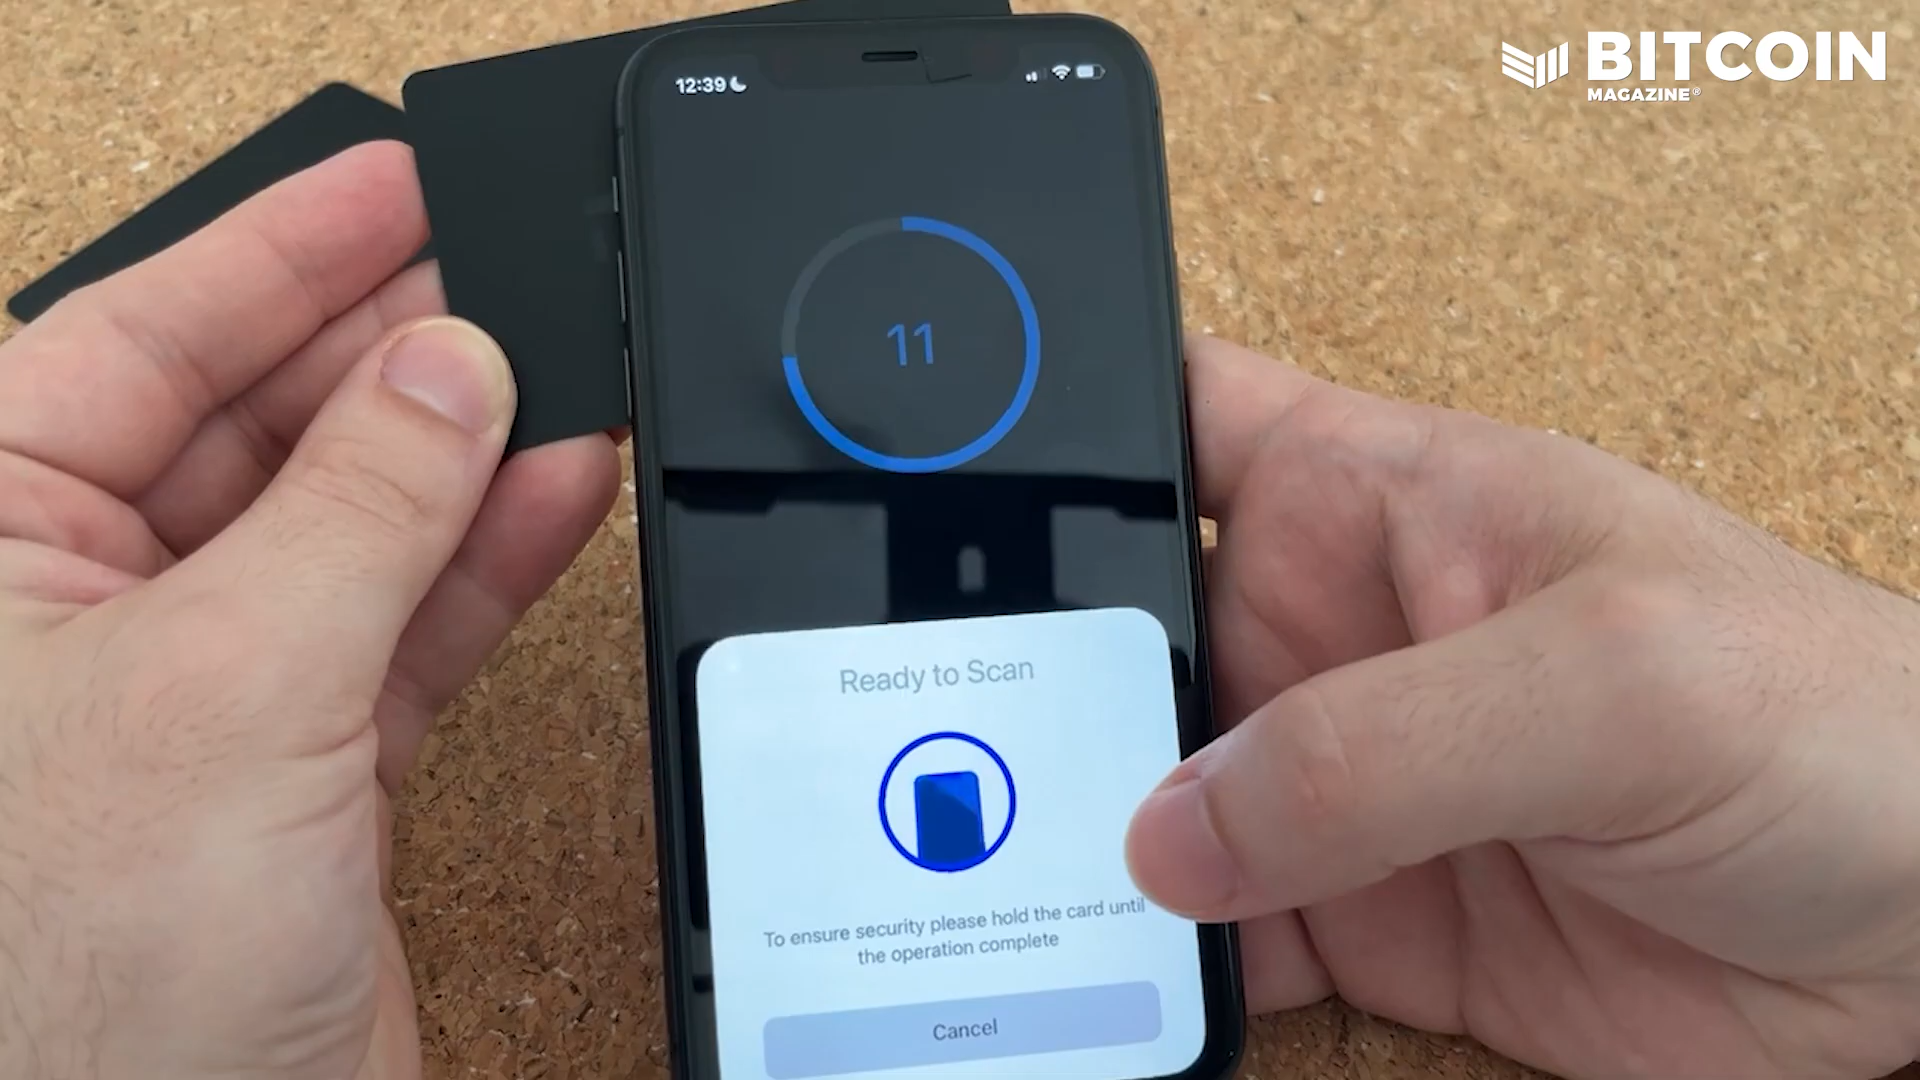 BITCOIN
MAGAZINE®
12:39
11
Ready to Scan
To ensure security please hold the card until
the operation complete
Cancel